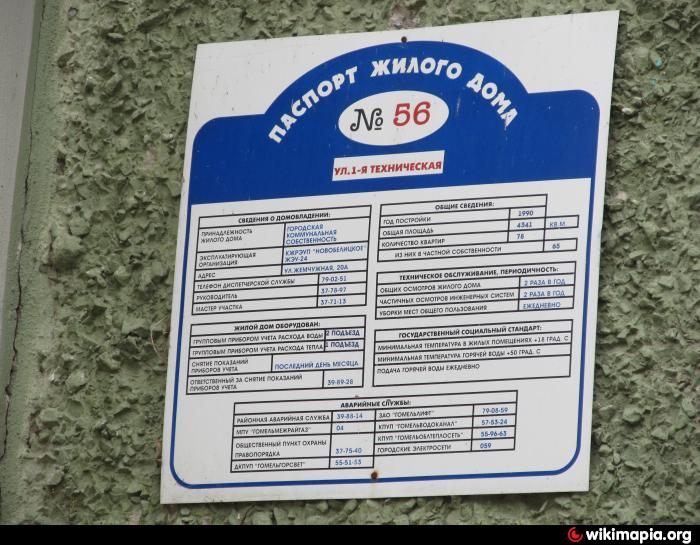 ПАСПОРТ ЖИЛОГО ДОМА
№ 56
УЛ.1-Я ТЕХНИЧЕСКАЯ
СВЕДЕНИЯ О ДОМОВЛАДЕНИИ:
ПРИНАДЛЕЖНОСТЬ ЖИЛОГО ДОМА ГОРОДСКАЯ КОММУНАЛЬНАЯ СОБСТВЕННОСТЬ
ЭКСПЛУАТИРУЮЩАЯ ОРГАНИЗАЦИЯ КЖРЭУП "НОВОБЕЛИЦКОЕ" ЖЭУ-24
АДРЕС УЛ.ЖЕМЧУЖНАЯ, 20А
ТЕЛЕФОН ДИСПЕТЧЕРСКОЙ СЛУЖБЫ 79-02-51
РУКОВОДИТЕЛЬ 37-78-97
МАСТЕР УЧАСТКА 37-71-13
ЖИЛОЙ ДОМ ОБОРУДОВАН:
ГРУППОВЫМ ПРИБОРОМ УЧЕТА РАСХОДА ВОДЫ 2 ПОДЪЕЗД
ГРУППОВЫМ ПРИБОРОМ УЧЕТА РАСХОДА ТЕПЛА 1 ПОДЪЕЗД
СНЯТИЕ ПОКАЗАНИЙ ПРИБОРОВ УЧЕТА ПОСЛЕДНИЙ ДЕНЬ МЕСЯЦА
ОТВЕТСТВЕННЫЙ ЗА СНЯТИЕ ПОКАЗАНИЙ ПРИБОРОВ УЧЕТА 39-89-28
ОБЩИЕ СВЕДЕНИЯ:
ГОД ПОСТРОЙКИ 1990
ОБЩАЯ ПЛОЩАДЬ 4341 КВ.М.
КОЛИЧЕСТВО КВАРТИР 78
ИЗ НИХ В ЧАСТНОЙ СОБСТВЕННОСТИ 65
ТЕХНИЧЕСКОЕ ОБСЛУЖИВАНИЕ, ПЕРИОДИЧНОСТЬ:
ОБЩИХ ОСМОТРОВ ЖИЛОГО ДОМА 2 РАЗА В ГОД
ЧАСТИЧНЫХ ОСМОТРОВ ИНЖЕНЕРНЫХ СИСТЕМ 2 РАЗА В ГОД
УБОРКИ МЕСТ ОБЩЕГО ПОЛЬЗОВАНИЯ ЕЖЕДНЕВНО
ГОСУДАРСТВЕННЫЙ СОЦИАЛЬНЫЙ СТАНДАРТ:
МИНИМАЛЬНАЯ ТЕМПЕРАТУРА В ЖИЛЫХ ПОМЕЩЕНИЯХ +18 ГРАД. С
МИНИМАЛЬНАЯ ТЕМПЕРАТУРА ГОРЯЧЕЙ ВОДЫ +50 ГРАД. С
ПОДАЧА ГОРЯЧЕЙ ВОДЫ ЕЖЕДНЕВНО
АВАРИЙНЫЕ СЛУЖБЫ:
РАЙОННАЯ АВАРИЙНАЯ СЛУЖБА 39-88-14
МПУ "ГОМЕЛЬМЕЖРАЙГАЗ" 04
ОБЩЕСТВЕННЫЙ ПУНКТ ОХРАНЫ ПРАВОПОРЯДКА 37-75-40
ДКПУП "ГОМЕЛЬГОРСВЕТ" 55-51-53
ЗАО "ГОМЕЛЬЛИФТ" 79-08-59
КПУП "ГОМЕЛЬВОДОКАНАЛ" 57-53-24
КПУП "ГОМЕЛЬОБЛТЕПЛОСЕТЬ" 55-96-63
ГОРОДСКИЕ ЭЛЕКТРОСЕТИ 059
wikimapia.org